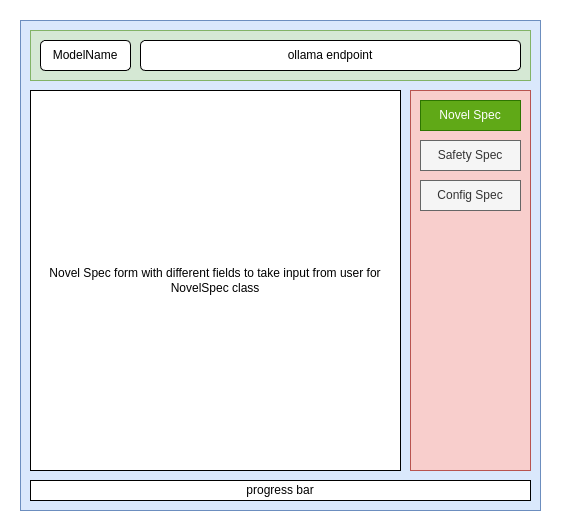 ModelName
ollama endpoint
Novel Spec
Safety Spec
Config Spec
Novel Spec form with different fields to take input from user for
NovelSpec class
progress bar